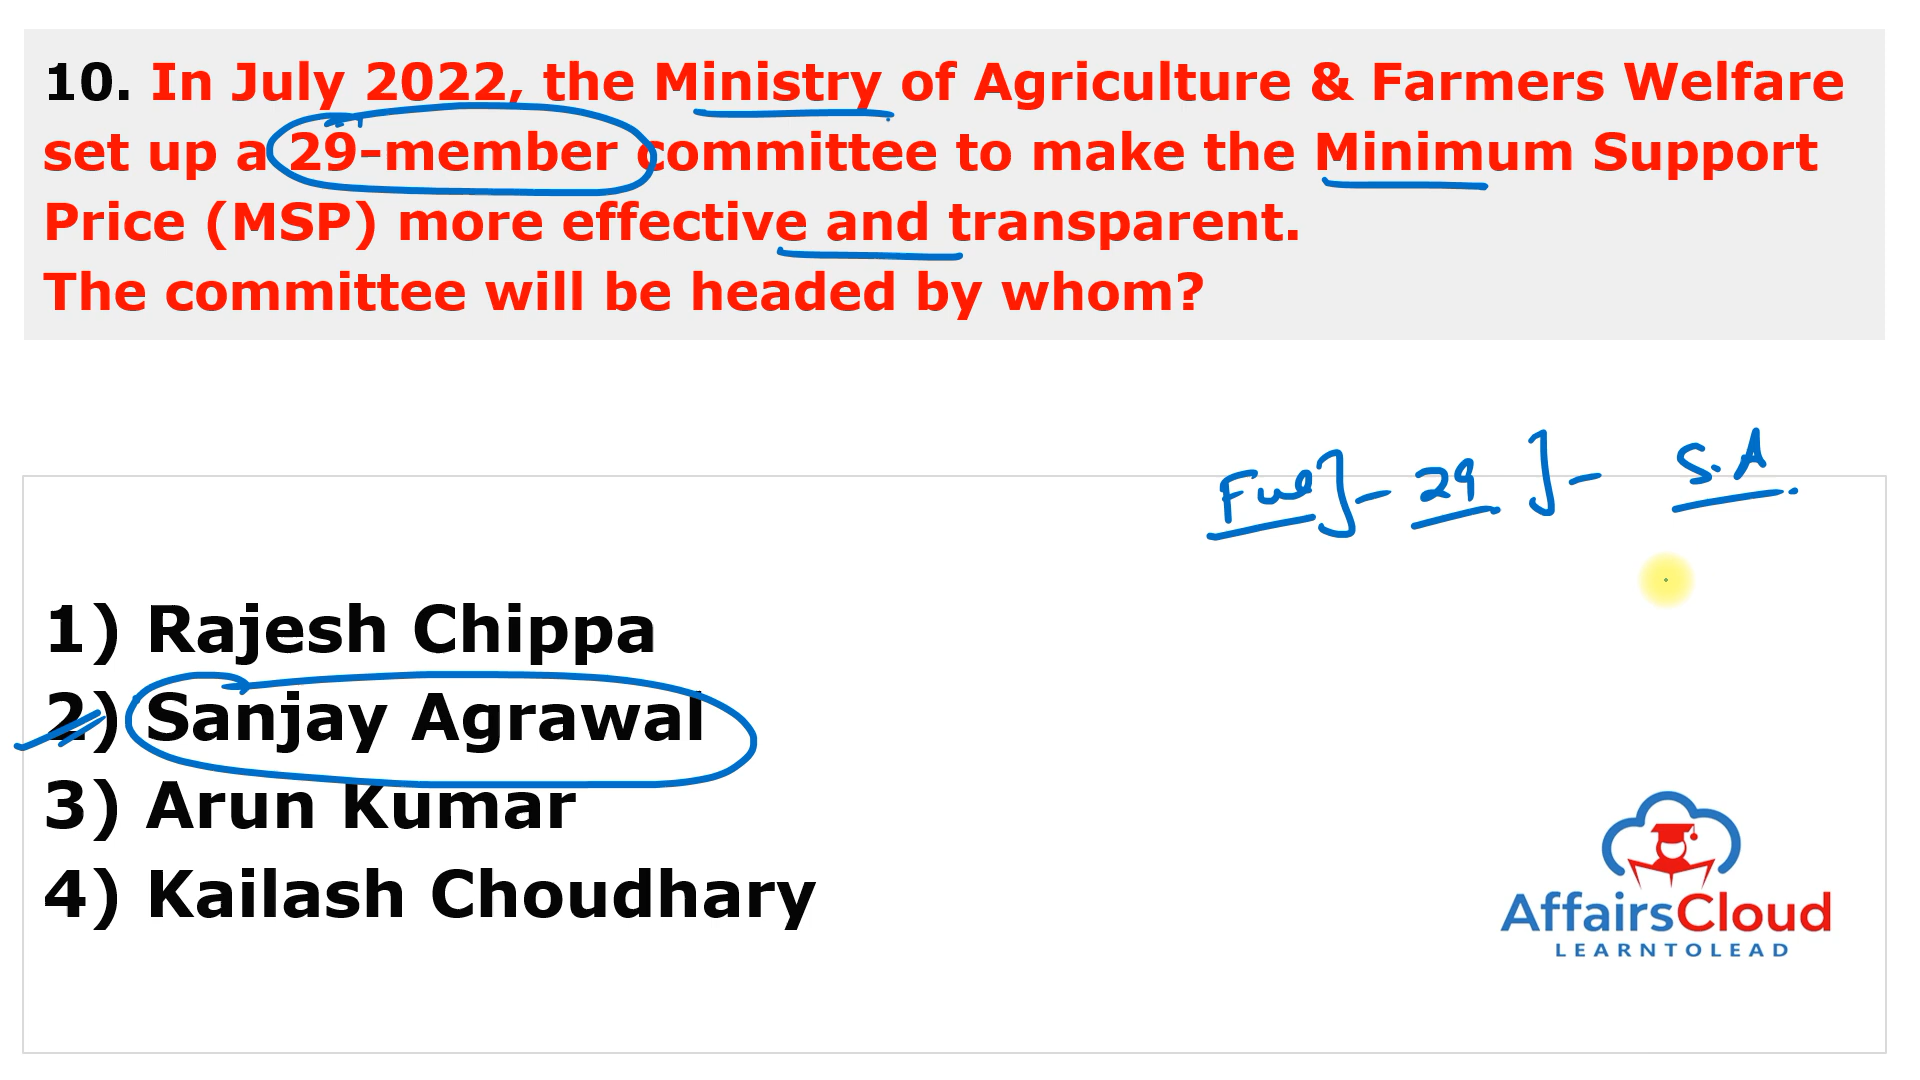 10. In July 2022, the Ministry of Agriculture & Farmers Welfare
set up a 29-member committee to make the Minimum Support
Price (MSP) more effective and transparent.
The committee will be headed by whom?
29 ] - S.A
1) Rajesh Chippa
2) Sanjay Agrawal
3) Arun Kumar
4) Kailash Choudhary
AffairsCloud
LEARNTOLEAD